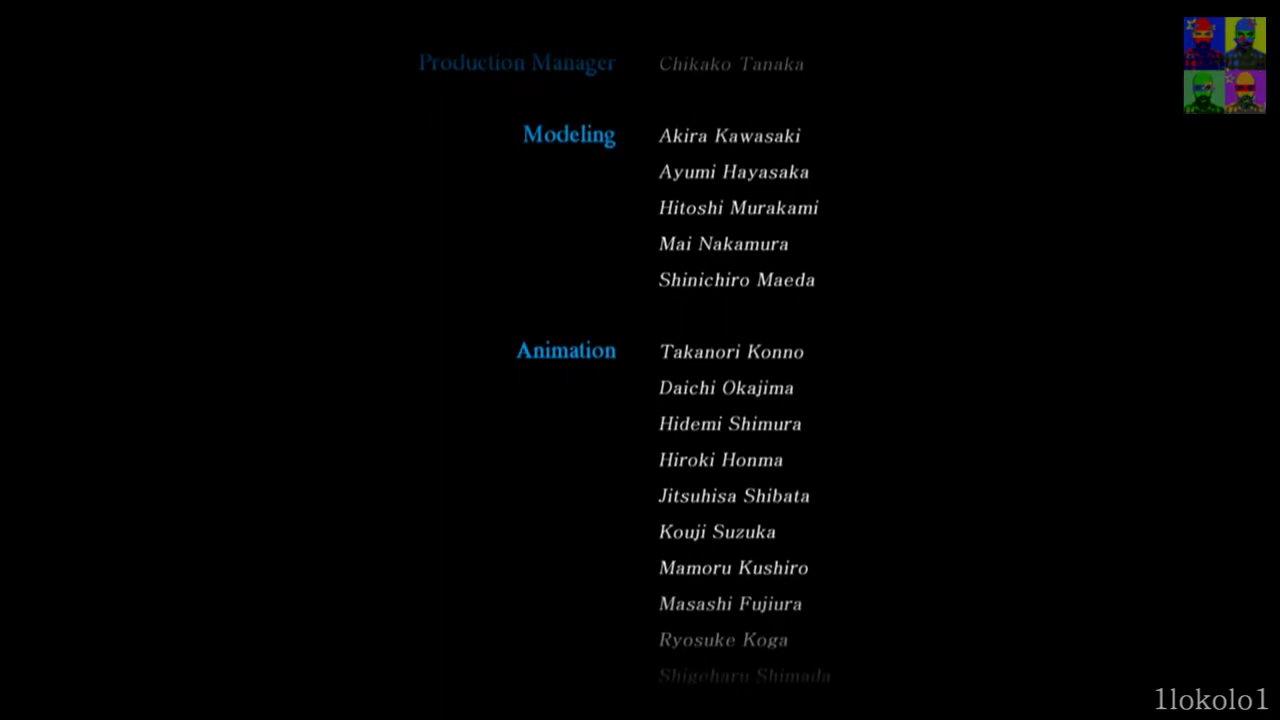 Production Manager Chikako Tanaka
Modeling Akira Kawasaki
Ayumi Hayasaka
Hitoshi Murakami
Mai Nakamura
Shinichiro Maeda
Animation Takanori Konno
Daichi Okajima
Hidemi Shimura
Hiroki Honma
Jitsuhisa Shibata
Kouji Suzuka
Mamoru Kushiro
Masashi Fujiura
Ryosuke Koga
Shigeharu Shimada
1lokolo1